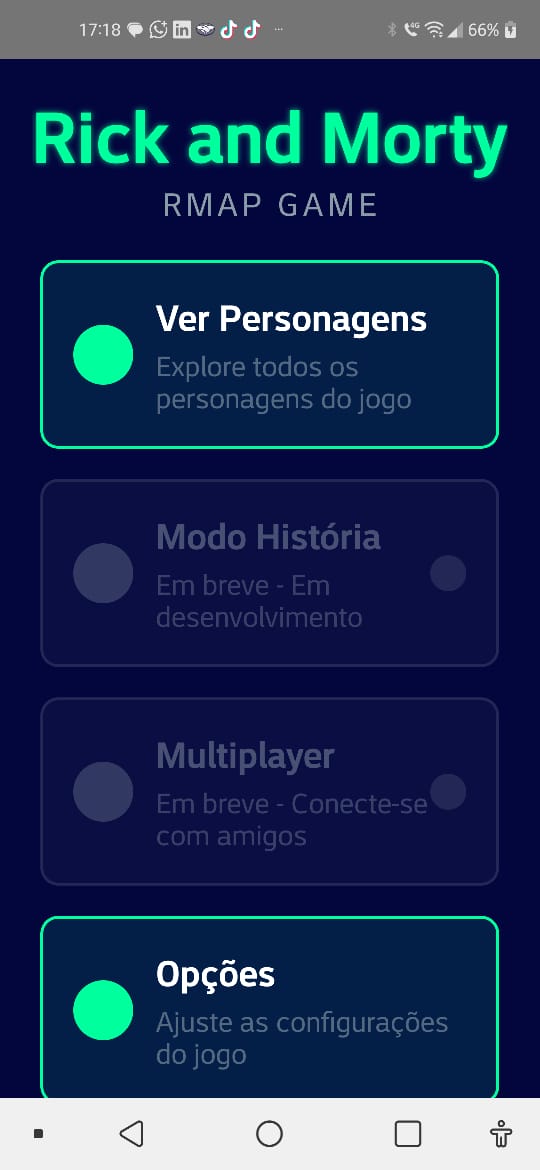 17:18 ... 4G 66%
Rick and Morty
RMAP GAME
Ver Personagens
Explore todos os
personagens do jogo
Modo História
Em breve - Em
desenvolvimento
Multiplayer
Em breve - Conecte-se
com amigos
Opções
Ajuste as configurações
do jogo